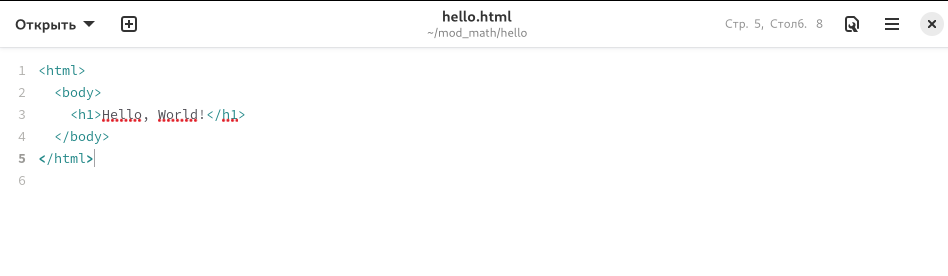 Открыть
hello.html
~/mod_math/hello
Стр. 5, Столб. 8
1 <html>
2   <body>
3     <h1>Hello, World!</h1>
4   </body>
5 </html>
6